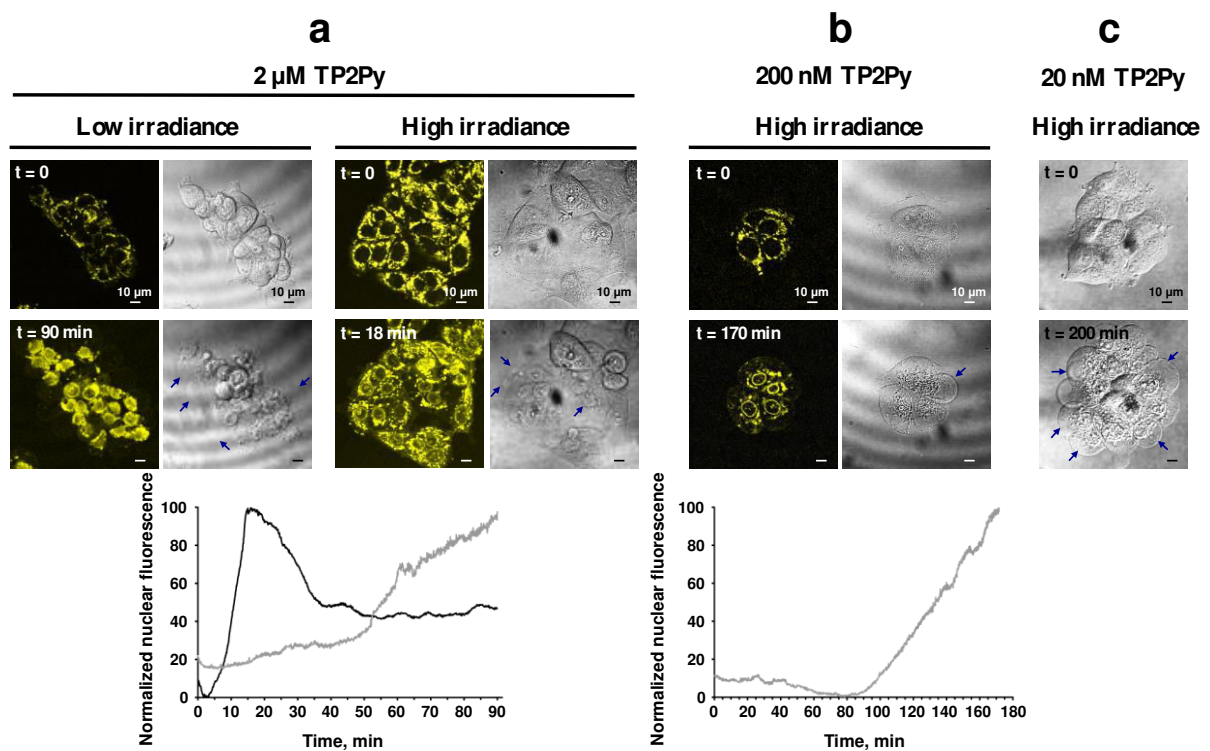 a
b
c
2 µM TP2Py
200 nM TP2Py
20 nM TP2Py
Low irradiance
High irradiance
High irradiance
High irradiance
t = 0
t = 0
t = 0
t = 0
10 µm
10 µm
10 µm
10 µm
10 µm
10 µm
10 µm
t = 90 min
t = 18 min
t = 170 min
t = 200 min
Normalized nuclear fluorescence
100
80
60
40
20
0
0 10 20 30 40 50 60 70 80 90
Time, min
Normalized nuclear fluorescence
100
80
60
40
20
0
0 20 40 60 80 100 120 140 160 180
Time, min